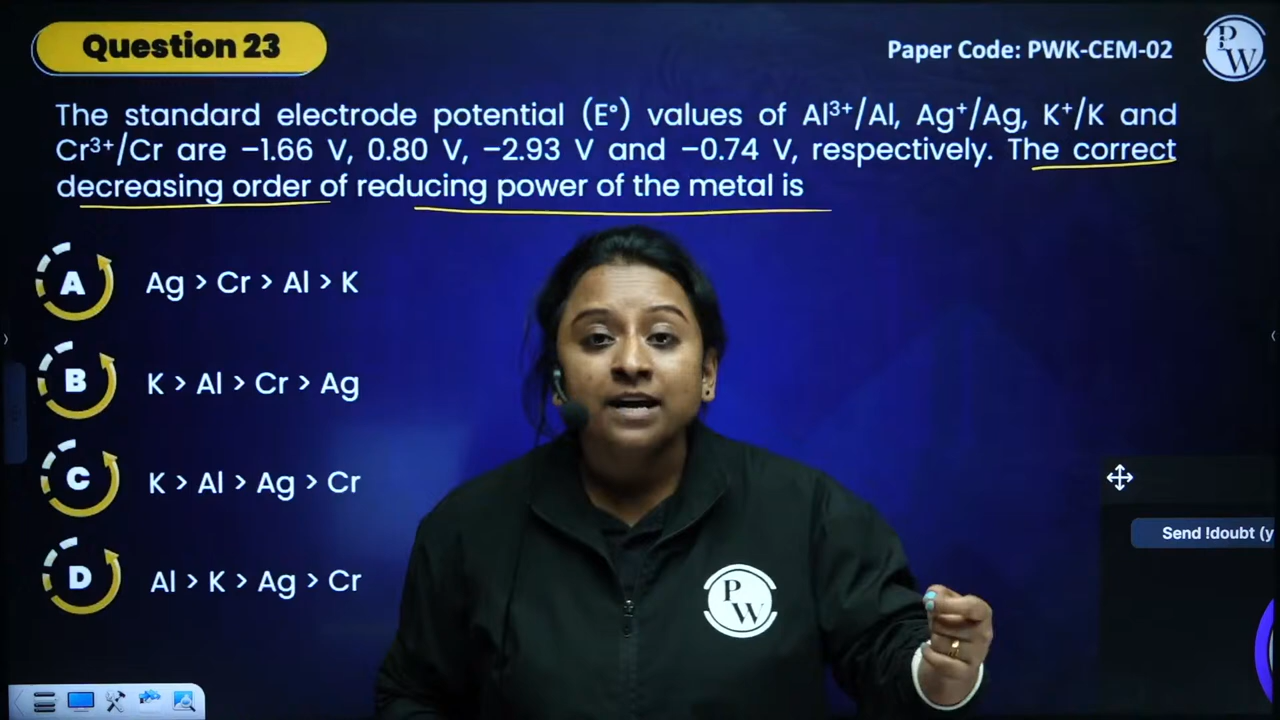 Question 23
Paper Code: PWK-CEM-02
PW
The standard electrode potential (E°) values of Al³⁺/Al, Ag⁺/Ag, K⁺/K and
Cr³⁺/Cr are –1.66 V, 0.80 V, –2.93 V and –0.74 V, respectively. The correct
decreasing order of reducing power of the metal is
A Ag > Cr > Al > K
B K > Al > Cr > Ag
C K > Al > Ag > Cr
D Al > K > Ag > Cr
Send !doubt (y
PW